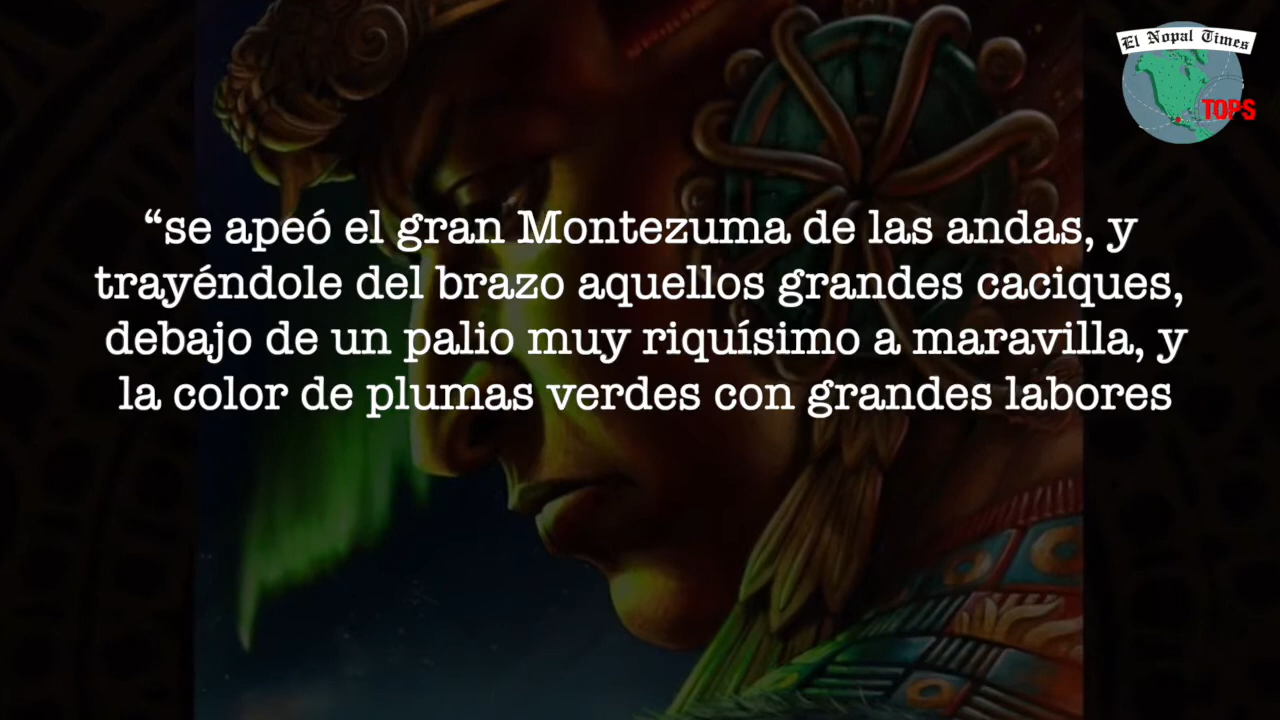 El Nopal Times
TOPS
“se apeó el gran Montezuma de las andas, y
trayéndole del brazo aquellos grandes caciques,
debajo de un palio muy riquísimo a maravilla, y
la color de plumas verdes con grandes labores